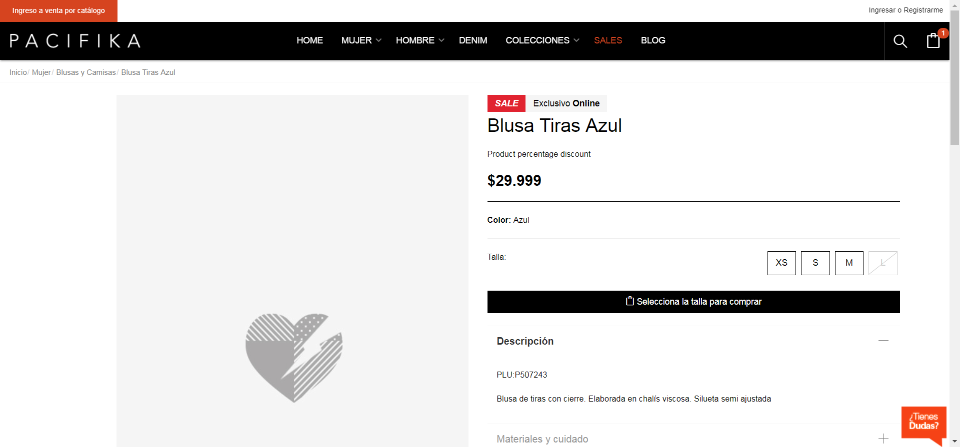 Ingreso a venta por catálogo
Ingresar o Registrarme
PACIFIKA
HOME MUJER HOMBRE DENIM COLECCIONES SALES BLOG
1
Inicio/ Mujer/ Blusas y Camisas/ Blusa Tiras Azul
SALE Exclusivo Online
Blusa Tiras Azul
Product percentage discount
$29.999
Color: Azul
Talla:
XS S M L
Selecciona la talla para comprar
Descripción
PLU:P507243
Blusa de tiras con cierre. Elaborada en chalís viscosa. Silueta semi ajustada
Materiales y cuidado
¿Tienes
Dudas?